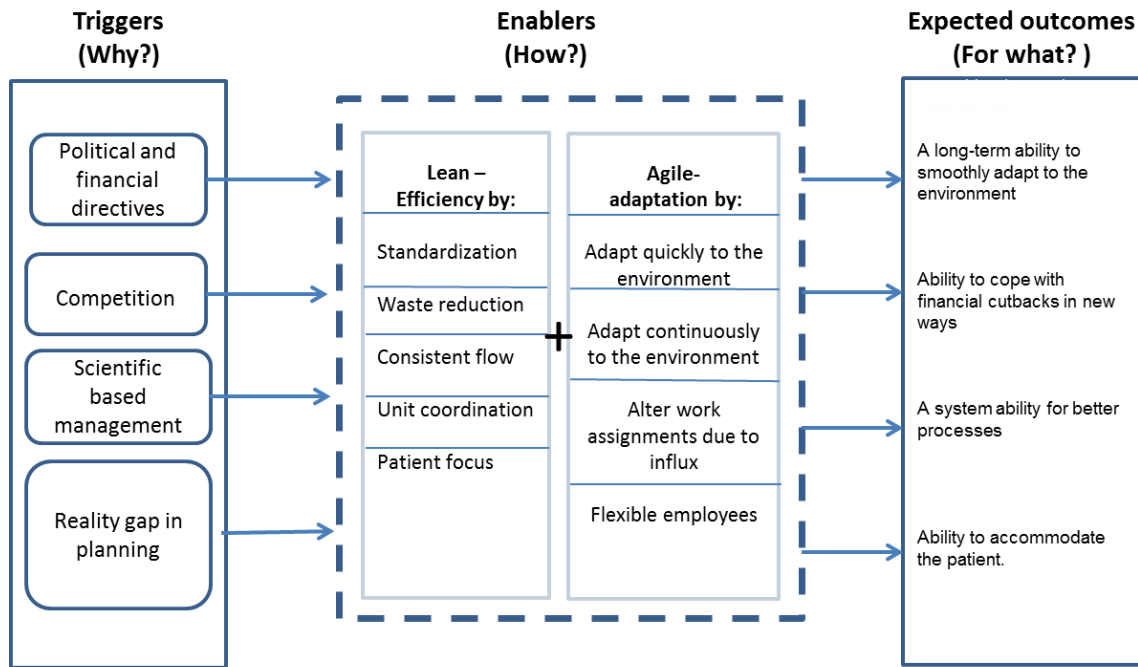 Triggers
(Why?)
Political and
financial
directives
Competition
Scientific
based
management
Reality gap in
planning
Enablers
(How?)
Lean –
Efficiency by:
Standardization
Waste reduction
Consistent flow
Unit coordination
Patient focus
+
Agile-
adaptation by:
Adapt quickly to the
environment
Adapt continuously
to the environment
Alter work
assignments due to
influx
Flexible employees
Expected outcomes
(For what? )
A long-term ability to
smoothly adapt to the
environment
Ability to cope with
financial cutbacks in new
ways
A system ability for better
processes
Ability to accommodate
the patient.